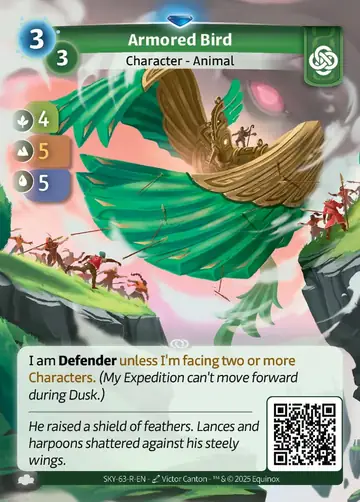 3
3
Armored Bird
Character - Animal
4
5
5
I am Defender unless I'm facing two or more
Characters. (My Expedition can't move forward
during Dusk.)
He raised a shield of feathers. Lances and
harpoons shattered against his steely
wings.
SKY-63-R-EN - Victor Canton - ™ & © 2025 Equinox